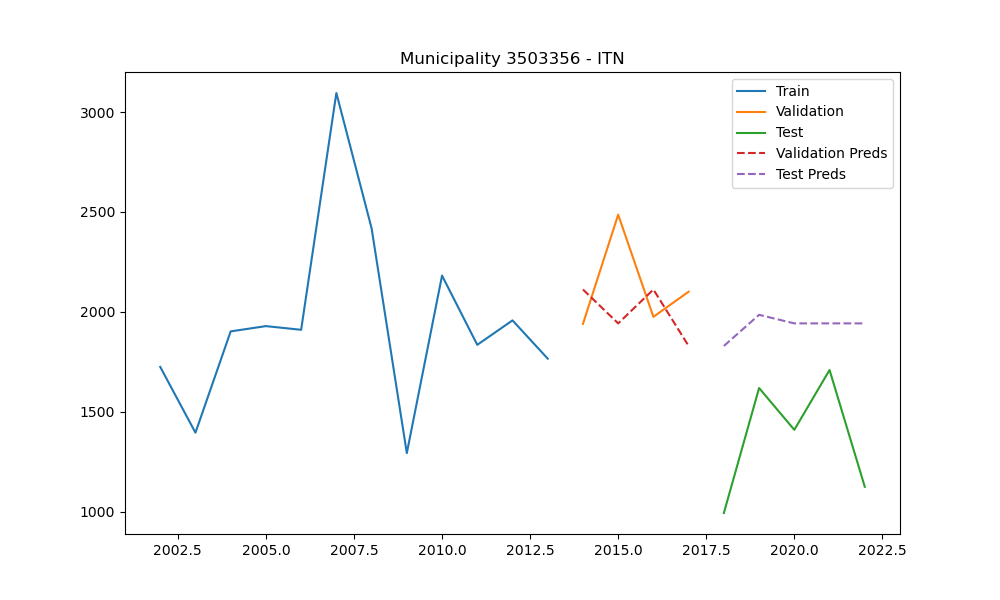 Municipality 3503356 - ITN
Train
Validation
Test
Validation Preds
Test Preds
3000
2500
2000
1500
1000
2002.5 2005.0 2007.5 2010.0 2012.5 2015.0 2017.5 2020.0 2022.5